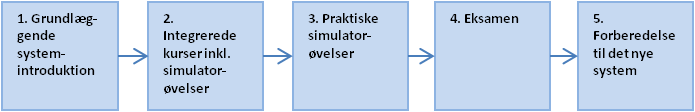 1. Grundlæg-
gende
system-
introduktion
2.
Integrerede
kurser inkl.
simulator-
øvelser
3. Praktiske
simulator-
øvelser
4. Eksamen
5.
Forberedelse
til det nye
system